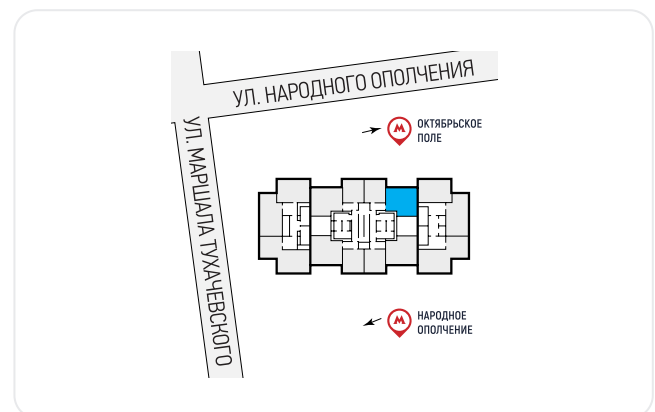 УЛ. НАРОДНОГО ОПОЛЧЕНИЯ
УЛ. МАРШАЛА ТУХАЧЕВСКОГО
М
ОКТЯБРЬСКОЕ
ПОЛЕ
М
НАРОДНОЕ
ОПОЛЧЕНИЕ